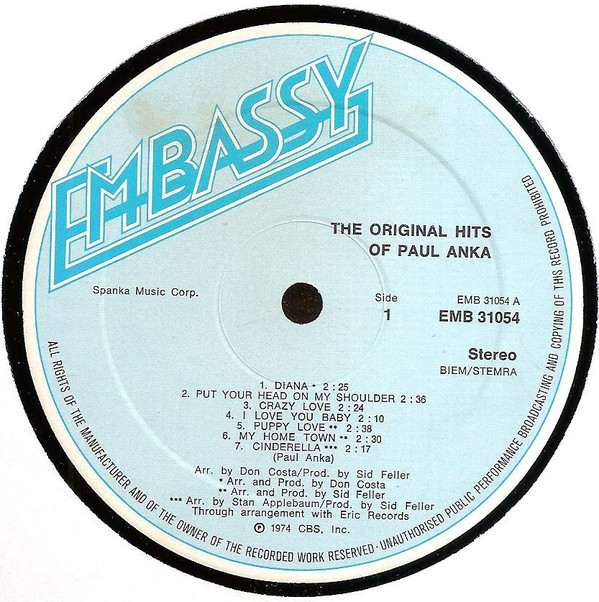 EMBASSY
THE ORIGINAL HITS
OF PAUL ANKA
Spanka Music Corp.
Side
1
EMB 31054 A
EMB 31054
Stereo
BIEM/STEMRA
1. DIANA * 2:25
2. PUT YOUR HEAD ON MY SHOULDER 2:36
3. CRAZY LOVE 2:24
4. I LOVE YOU BABY 2:10
5. PUPPY LOVE ** 2:38
6. MY HOME TOWN ** 2:30
7. CINDERELLA *** 2:17
(Paul Anka)
Arr. by Don Costa/Prod. by Sid Feller
* Arr. and Prod. by Don Costa
** Arr. and Prod. by Sid Feller
*** Arr. by Stan Applebaum/Prod. by Sid Feller
Through arrangement with Eric Records
℗ 1974 CBS, Inc.
ALL RIGHTS OF THE MANUFACTURER AND OF THE OWNER OF THE RECORDED WORK RESERVED · UNAUTHORISED PUBLIC PERFORMANCE BROADCASTING AND COPYING OF THIS RECORD PROHIBITED